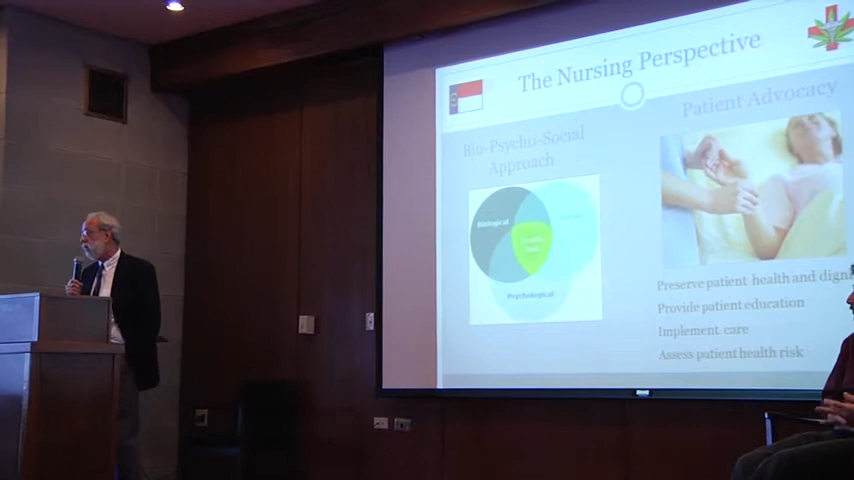 The Nursing Perspective
Bio-Psycho-Social
Approach
Patient Advocacy
Biological
Psychological
Preserve patient health and
Provide patient education
Implement care
Assess patient health risk